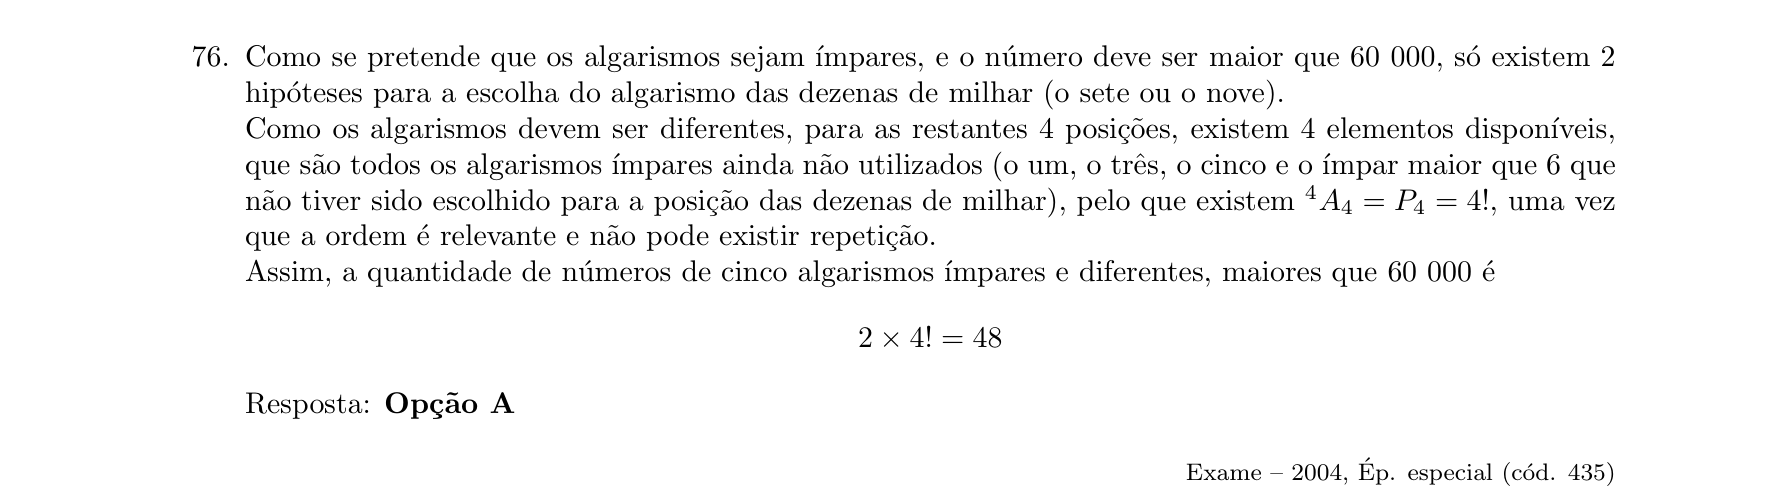 76. Como se pretende que os algarismos sejam ímpares, e o número deve ser maior que 60 000, só existem 2
hipóteses para a escolha do algarismo das dezenas de milhar (o sete ou o nove).
Como os algarismos devem ser diferentes, para as restantes 4 posições, existem 4 elementos disponíveis,
que são todos os algarismos ímpares ainda não utilizados (o um, o três, o cinco e o ímpar maior que 6 que
não tiver sido escolhido para a posição das dezenas de milhar), pelo que existem ⁴A₄ = P₄ = 4!, uma vez
que a ordem é relevante e não pode existir repetição.
Assim, a quantidade de números de cinco algarismos ímpares e diferentes, maiores que 60 000 é
2 × 4! = 48
Resposta: Opção A
Exame – 2004, Ép. especial (cód. 435)